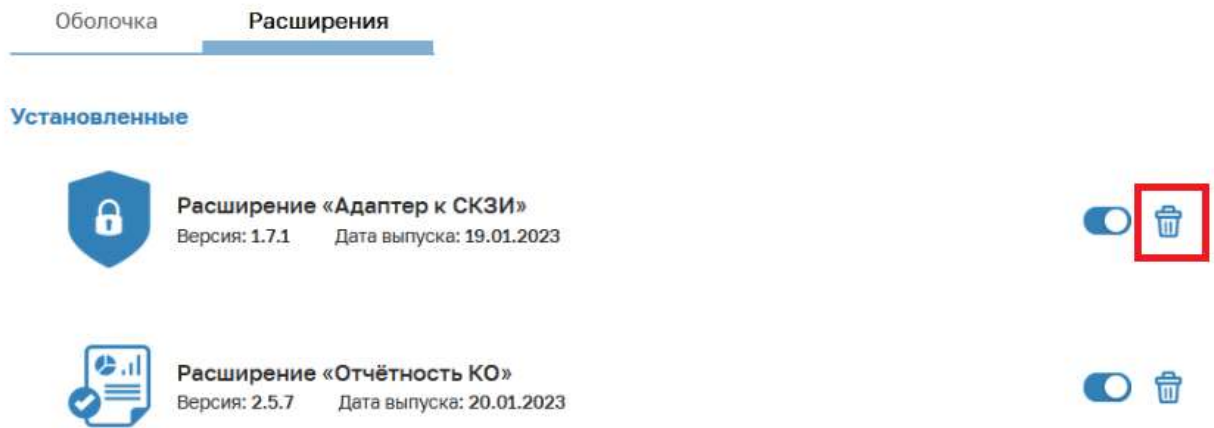 Оболочка Расширения
Установленные
Расширение «Адаптер к СКЗИ»
Версия: 1.7.1 Дата выпуска: 19.01.2023
Расширение «Отчётность КО»
Версия: 2.5.7 Дата выпуска: 20.01.2023